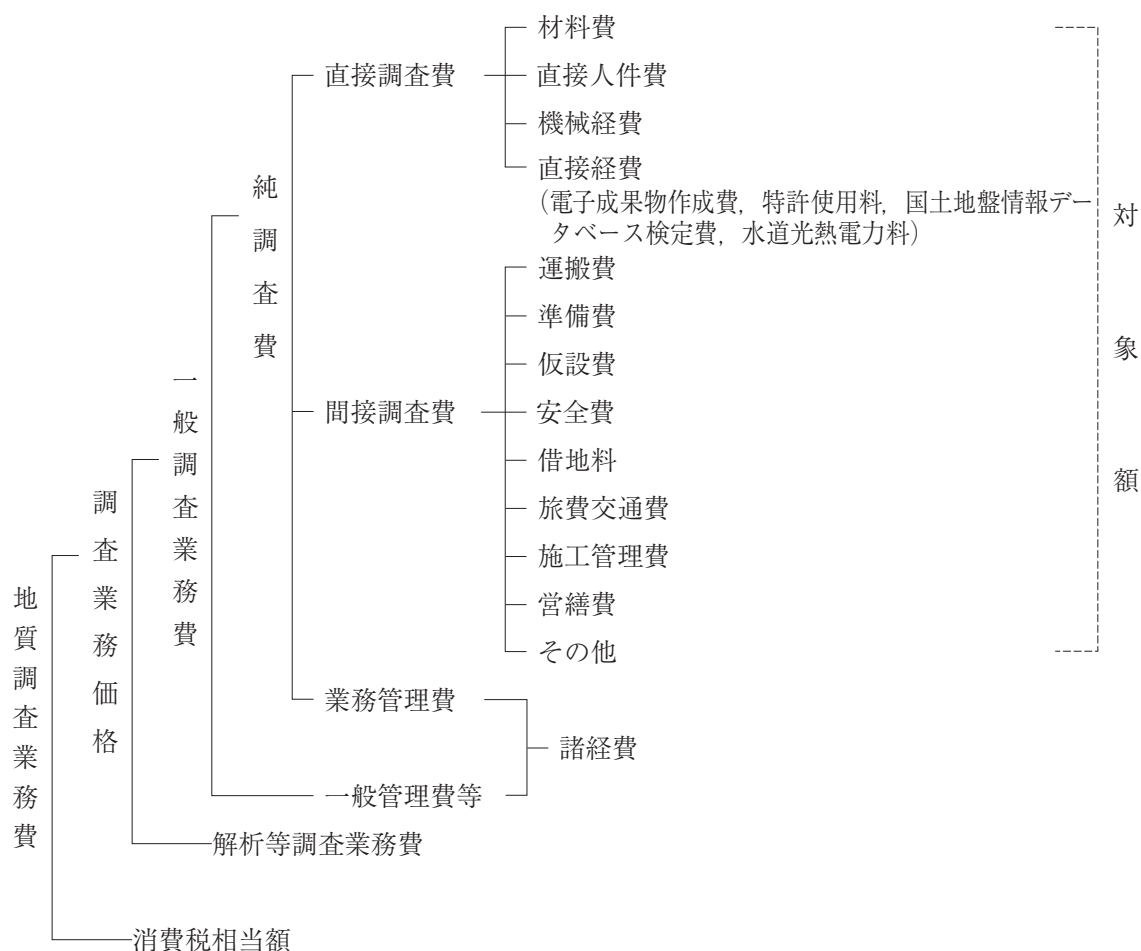 地質調査業務費
調査業務価格
一般調査業務費
純調査費
直接調査費
材料費
直接人件費
機械経費
直接経費
（電子成果物作成費，特許使用料，国土地盤情報デー
タベース検定費，水道光熱電力料）
間接調査費
運搬費
準備費
仮設費
安全費
借地料
旅費交通費
施工管理費
営繕費
その他
対象額
業務管理費
一般管理費等
諸経費
解析等調査業務費
消費税相当額